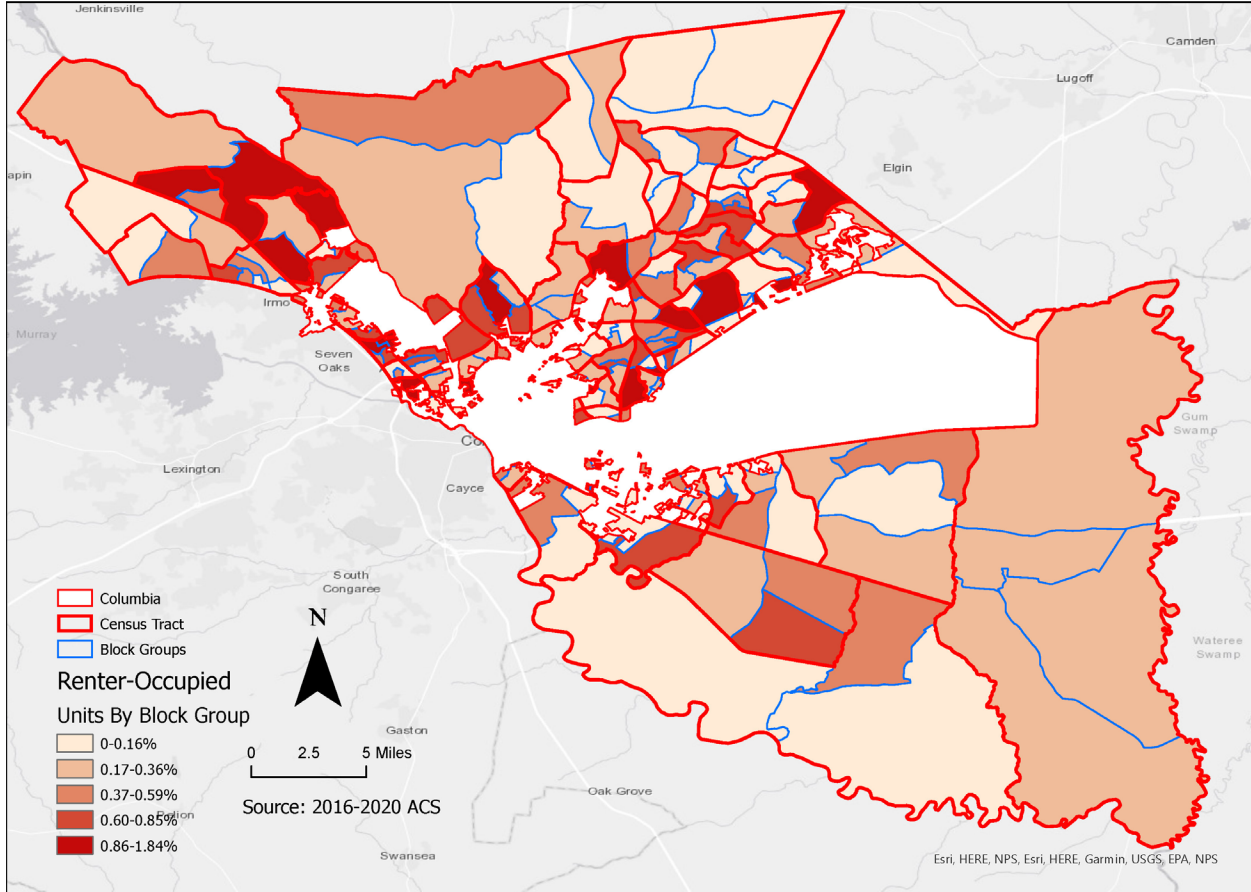 Jenkinsville
Camden
Lugoff
Elgin
apin
Irmo
Murray
Seven
Oaks
Gum
Swamp
Lexington
Co
Cayce
South
Congaree
Wateree
Swamp
Columbia
Census Tract
Block Groups
N
Renter-Occupied
Units By Block Group
0-0.16%
0.17-0.36%
0.37-0.59%
0.60-0.85%
0.86-1.84%
Gaston
0 2.5 5 Miles
Source: 2016-2020 ACS
Oak Grove
Pelion
Swansea
Esri, HERE, NPS, Esri, HERE, Garmin, USGS, EPA, NPS